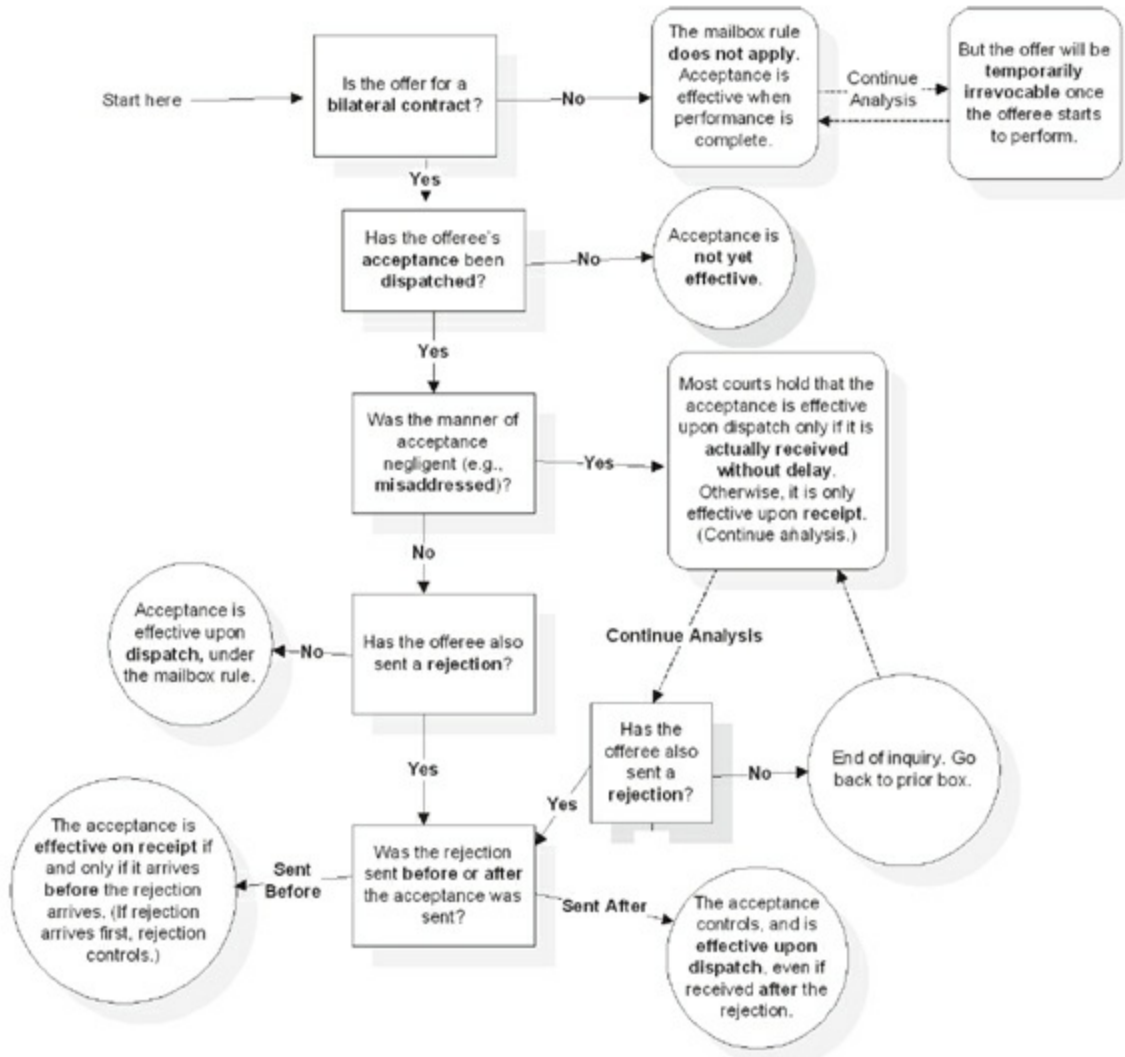 Start here
Is the offer for a
bilateral contract?
No
The mailbox rule
does not apply.
Acceptance is
effective when
performance is
complete.
Continue
Analysis
But the offer will be
temporarily
irrevocable once
the offeree starts
to perform.
Yes
Has the offeree's
acceptance been
dispatched?
No
Acceptance is
not yet
effective.
Yes
Was the manner of
acceptance
negligent (e.g.,
misaddressed)?
Yes
Most courts hold that the
acceptance is effective
upon dispatch only if it is
actually received
without delay.
Otherwise, it is only
effective upon receipt.
(Continue analysis.)
No
Has the offeree also
sent a rejection?
No
Acceptance is
effective upon
dispatch, under
the mailbox rule.
Continue Analysis
Has the
offeree also
sent a
rejection?
No
End of inquiry. Go
back to prior box.
Yes
Yes
Was the rejection
sent before or after
the acceptance was
sent?
Sent
Before
The acceptance is
effective on receipt if
and only if it arrives
before the rejection
arrives. (If rejection
arrives first, rejection
controls.)
Sent After
The acceptance
controls, and is
effective upon
dispatch, even if
received after the
rejection.